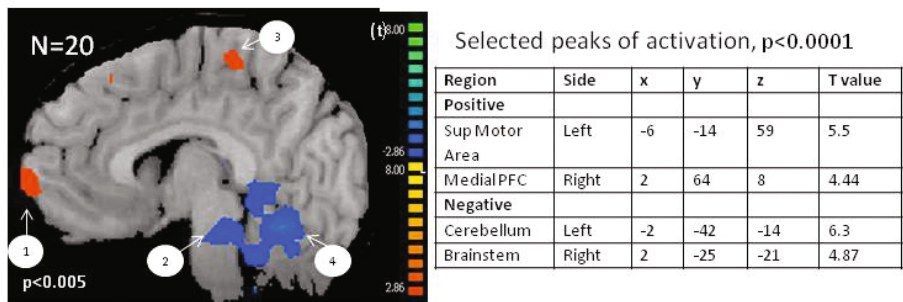 N=20
(t)
8.00
-2.86
8.00
2.86
3
1
2
4
p<0.005
Selected peaks of activation, p<0.0001
Region Side x y z T value
Positive
Sup Motor Area Left -6 -14 59 5.5
Medial PFC Right 2 64 8 4.44
Negative
Cerebellum Left -2 -42 -14 6.3
Brainstem Right 2 -25 -21 4.87